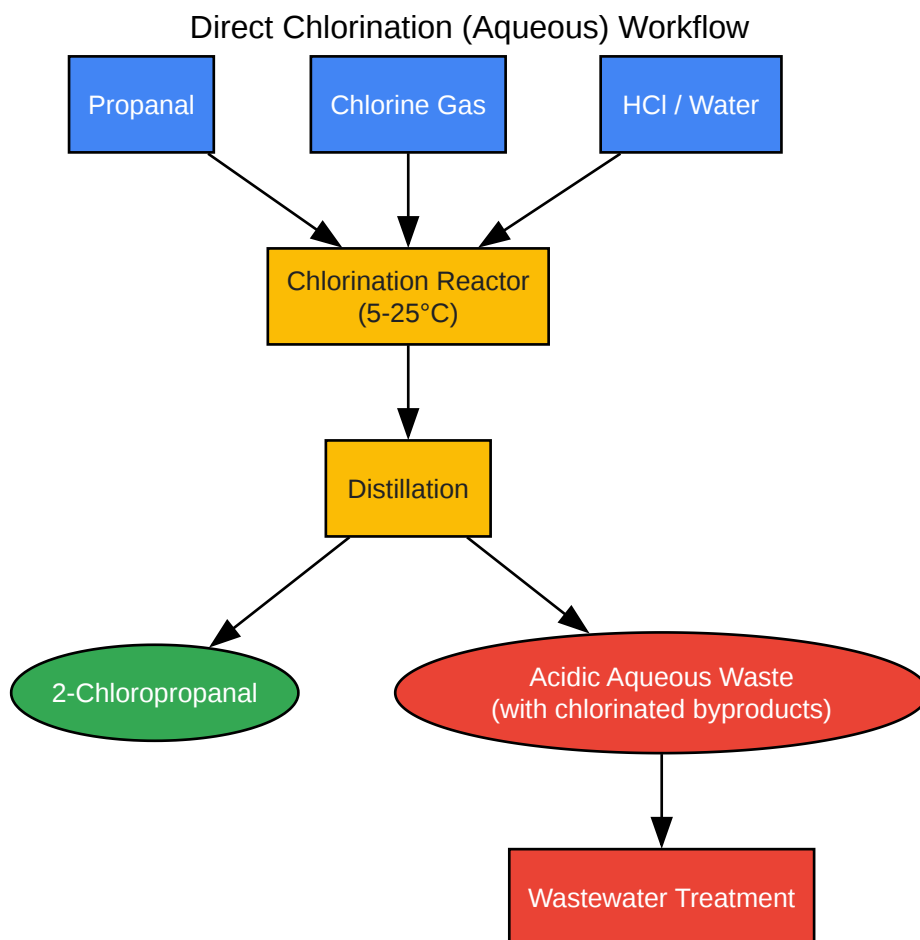 Direct Chlorination (Aqueous) Workflow
Propanal
Chlorine Gas
HCl / Water
Chlorination Reactor
(5-25°C)
Distillation
2-Chloropropanal
Acidic Aqueous Waste
(with chlorinated byproducts)
Wastewater Treatment